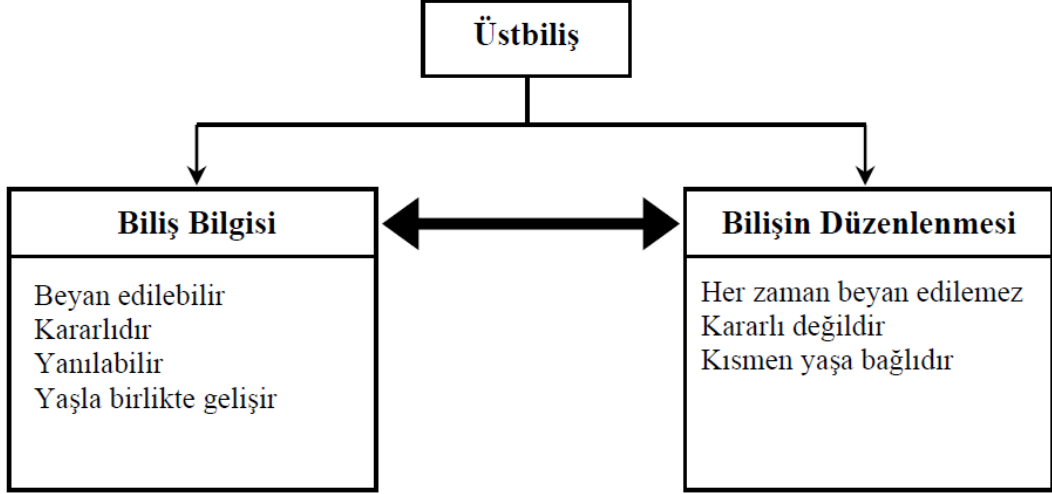 Üstbiliş
Biliş Bilgisi
Beyan edilebilir
Kararlıdır
Yanılabilir
Yaşla birlikte gelişir
Bilişin Düzenlenmesi
Her zaman beyan edilemez
Kararlı değildir
Kısmen yaşa bağlıdır